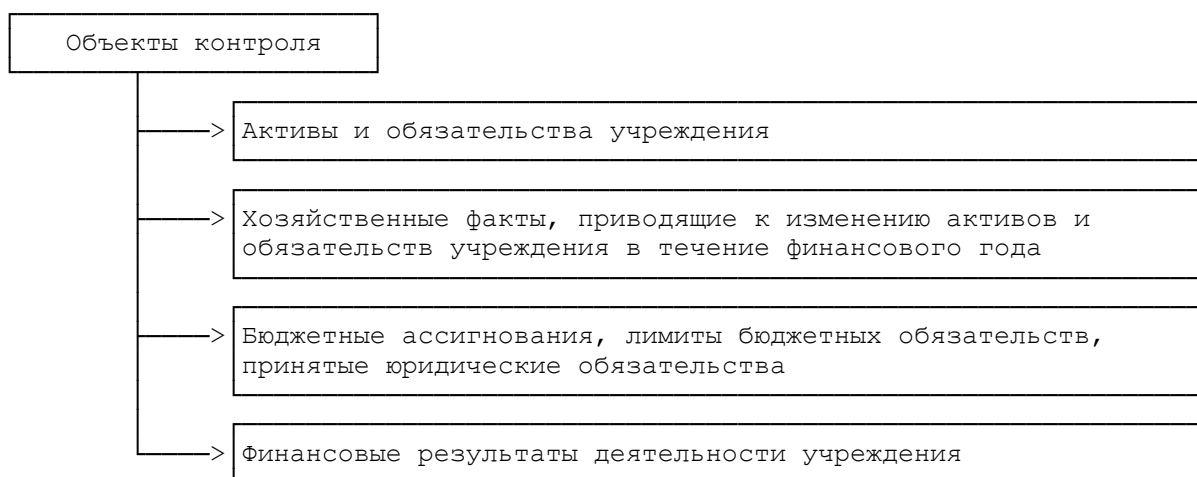 Объекты контроля
Активы и обязательства учреждения
Хозяйственные факты, приводящие к изменению активов и
обязательств учреждения в течение финансового года
Бюджетные ассигнования, лимиты бюджетных обязательств,
принятые юридические обязательства
Финансовые результаты деятельности учреждения